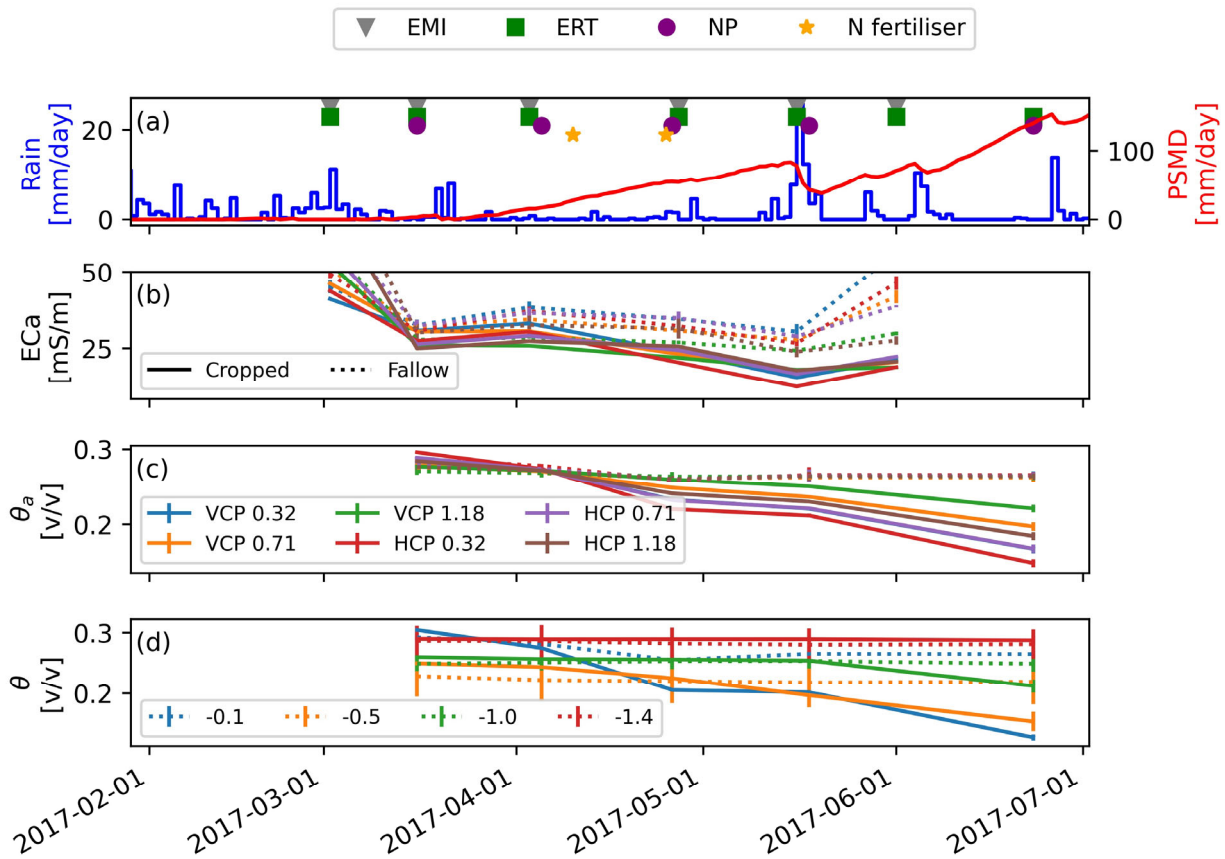 EMI ERT NP N fertiliser
(a)
Rain
[mm/day]
20
0
PSMD
[mm/day]
100
0
(b)
ECa
[mS/m]
50
25
Cropped Fallow
(c)
θa
[v/v]
0.3
0.2
VCP 0.32 VCP 1.18 HCP 0.71
VCP 0.71 HCP 0.32 HCP 1.18
(d)
θ
[v/v]
0.3
0.2
-0.1 -0.5 -1.0 -1.4
2017-02-01 2017-03-01 2017-04-01 2017-05-01 2017-06-01 2017-07-01